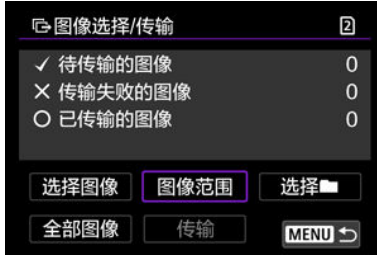 图像选择/传输 2
✓ 待传输的图像 0
✕ 传输失败的图像 0
○ 已传输的图像 0
选择图像 图像范围 选择
全部图像 传输 MENU